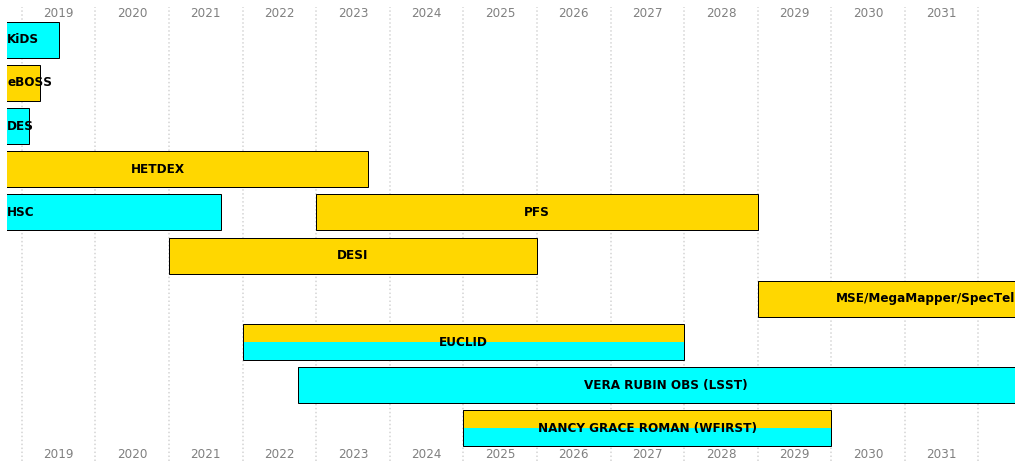 2019 2020 2021 2022 2023 2024 2025 2026 2027 2028 2029 2030 2031
KiDS
eBOSS
DES
HETDEX
HSC PFS
DESI
MSE/MegaMapper/SpecTel
EUCLID
VERA RUBIN OBS (LSST)
NANCY GRACE ROMAN (WFIRST)
2019 2020 2021 2022 2023 2024 2025 2026 2027 2028 2029 2030 2031